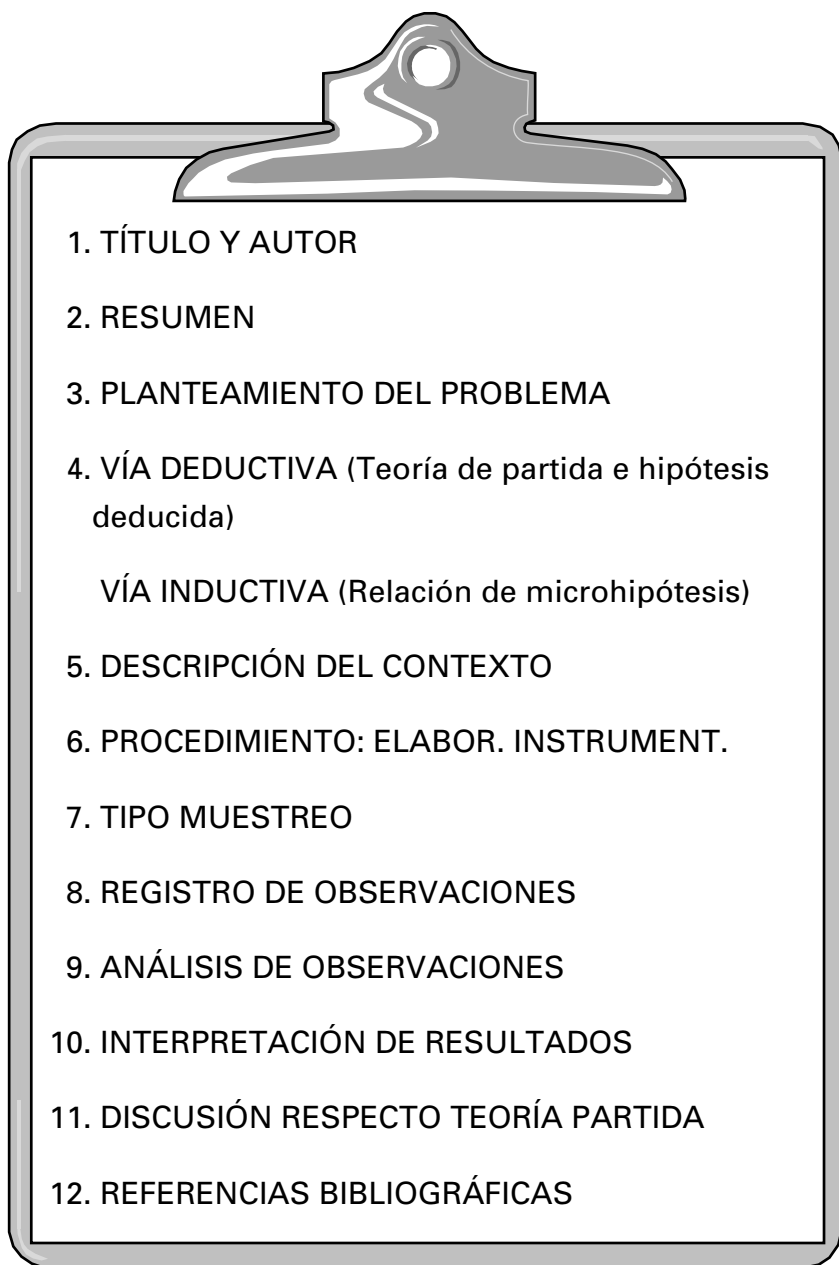 1. TÍTULO Y AUTOR
2. RESUMEN
3. PLANTEAMIENTO DEL PROBLEMA
4. VÍA DEDUCTIVA (Teoría de partida e hipótesis
deducida)
VÍA INDUCTIVA (Relación de microhipótesis)
5. DESCRIPCIÓN DEL CONTEXTO
6. PROCEDIMIENTO: ELABOR. INSTRUMENT.
7. TIPO MUESTREO
8. REGISTRO DE OBSERVACIONES
9. ANÁLISIS DE OBSERVACIONES
10. INTERPRETACIÓN DE RESULTADOS
11. DISCUSIÓN RESPECTO TEORÍA PARTIDA
12. REFERENCIAS BIBLIOGRÁFICAS